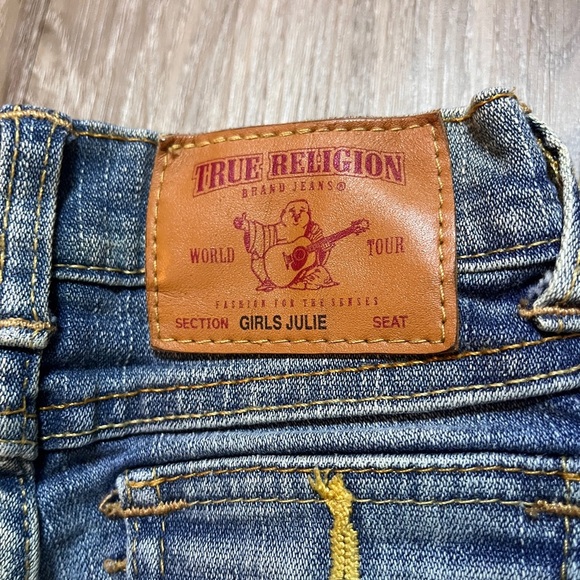 TRUE RELIGION
BRAND JEANS®
WORLD TOUR
FASHION FOR THE SENSES
SECTION GIRLS JULIE SEAT